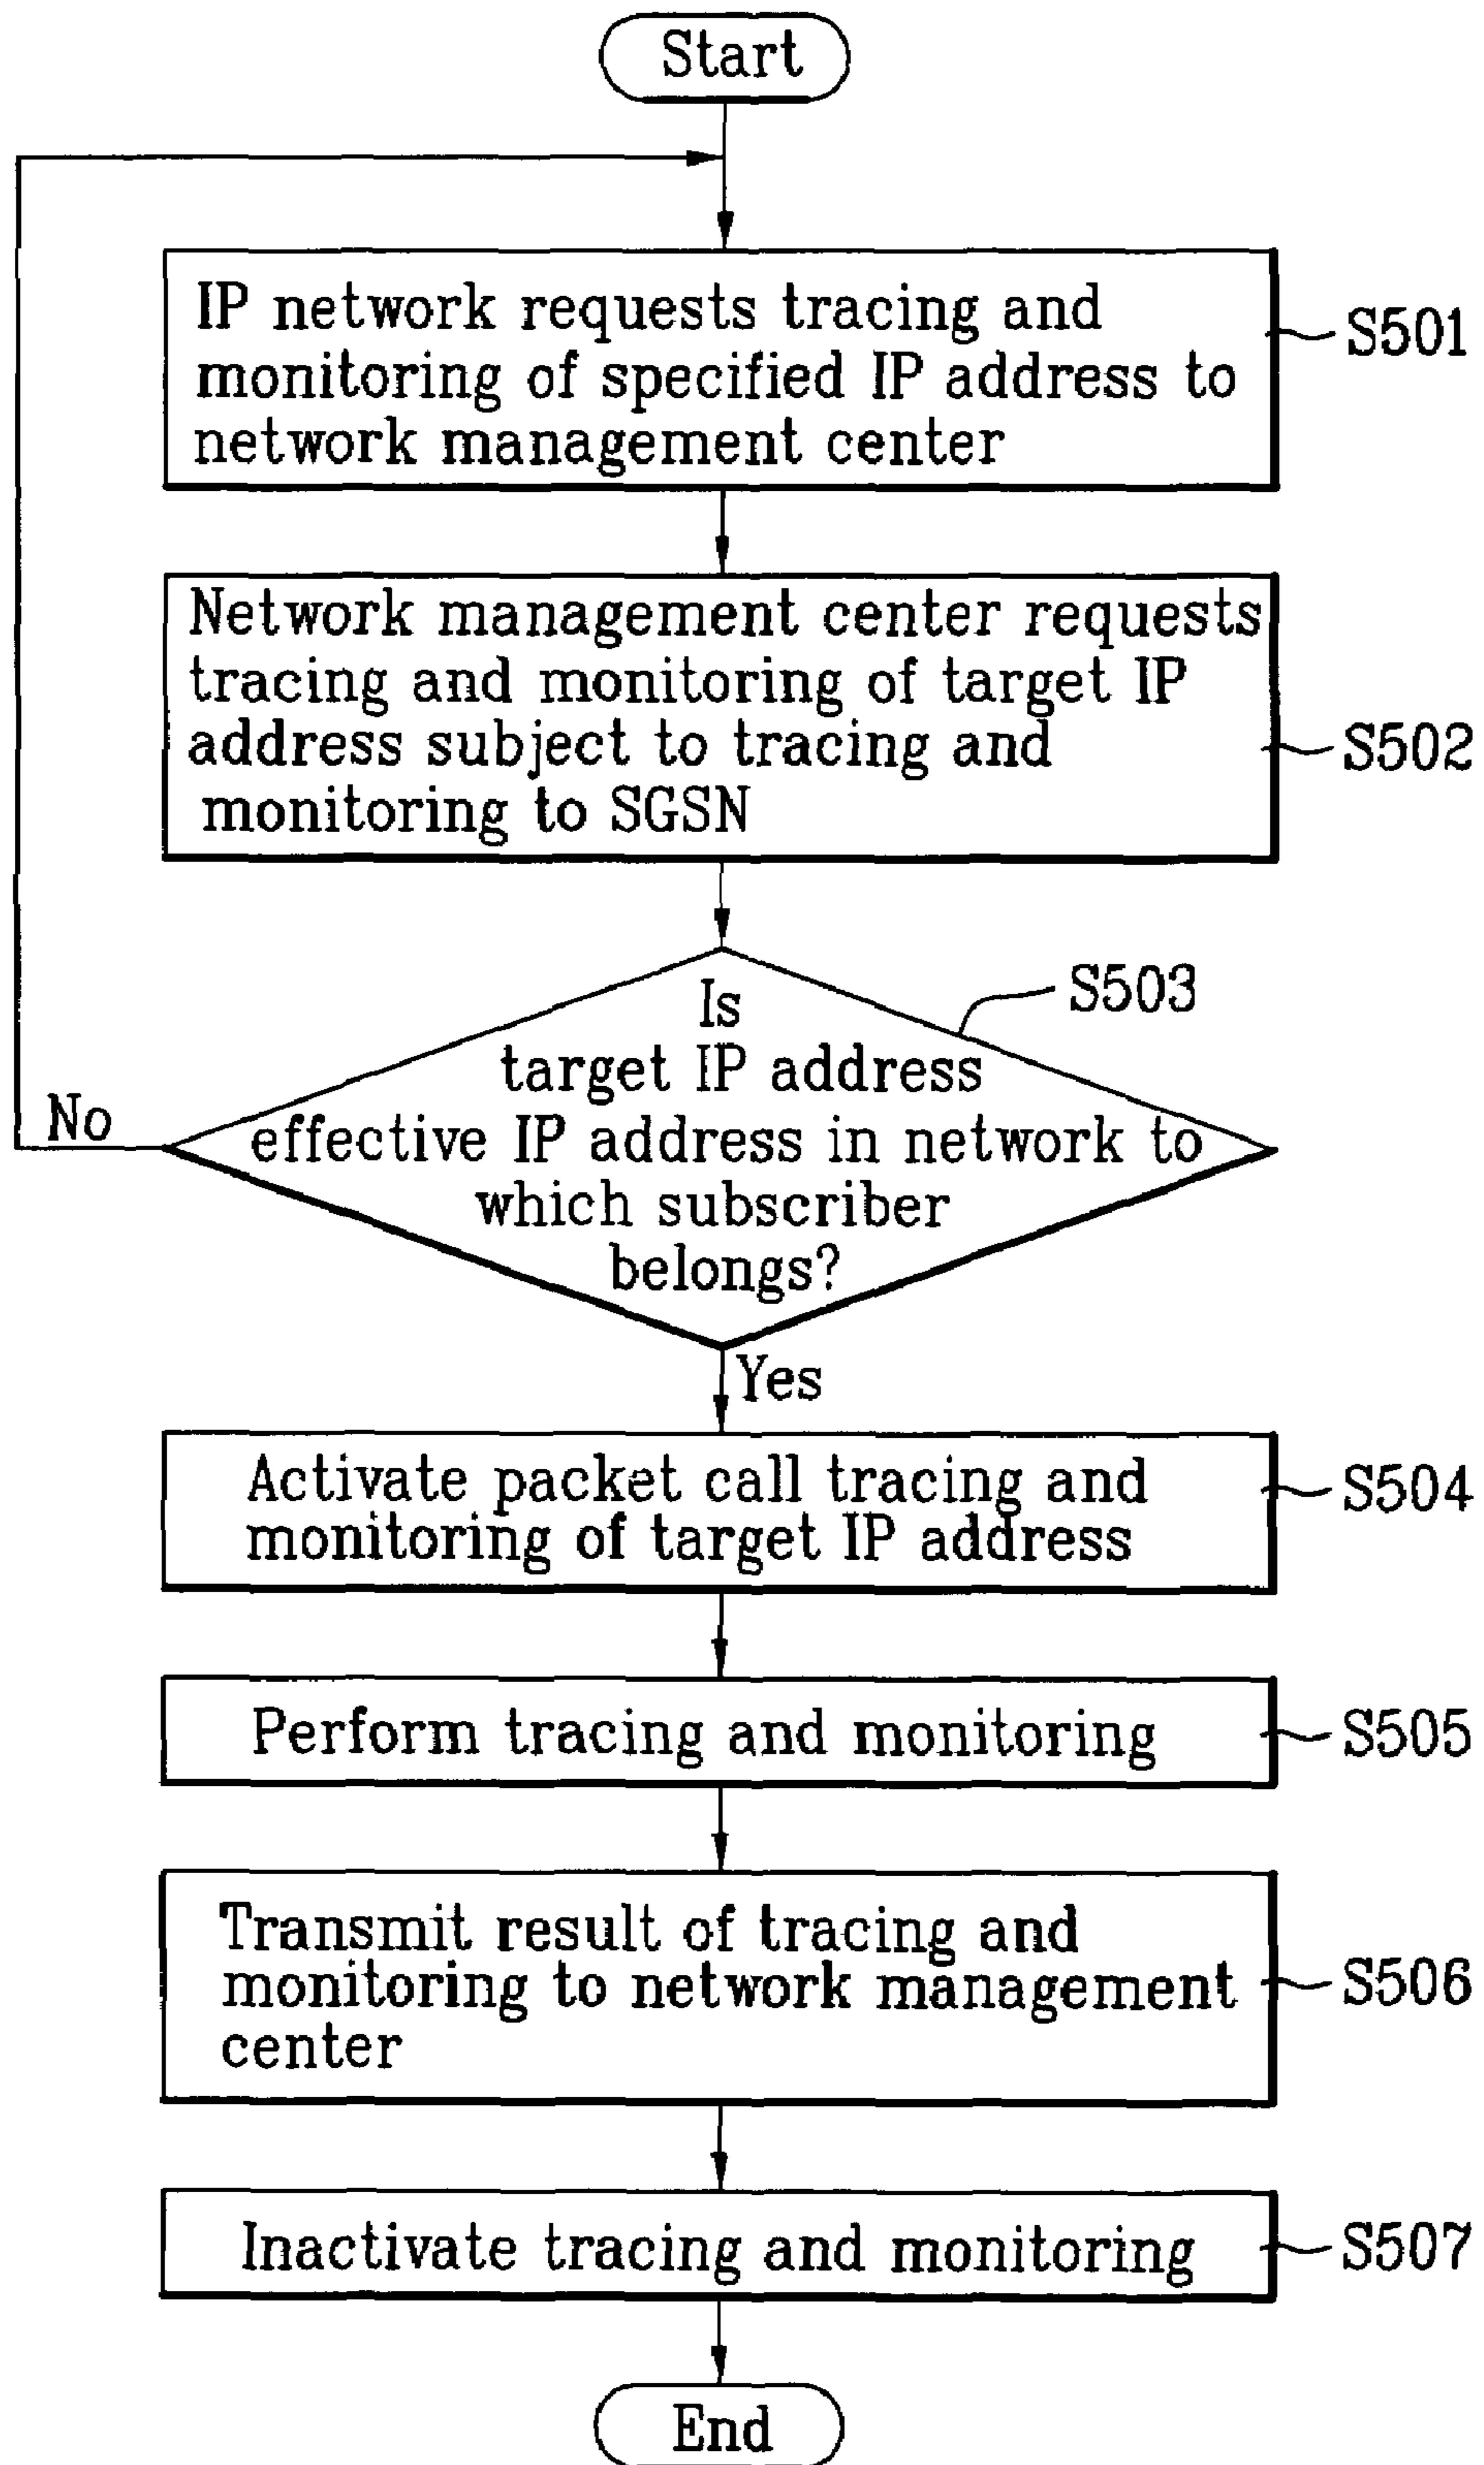 Start
IP network requests tracing and
monitoring of specified IP address to
network management center
S501
Network management center requests
tracing and monitoring of target IP
address subject to tracing and
monitoring to SGSN
S502
S503
Is
target IP address
effective IP address in network to
which subscriber
belongs?
No
Yes
Activate packet call tracing and
monitoring of target IP address
S504
Perform tracing and monitoring
S505
Transmit result of tracing and
monitoring to network management
center
S506
Inactivate tracing and monitoring
S507
End